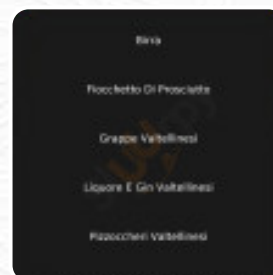 Birra
Fiocchetto Di Prosciutto
Grappe Valtellinesi
Liquore E Gin Valtellinesi
Pizzoccheri Valtellinesi